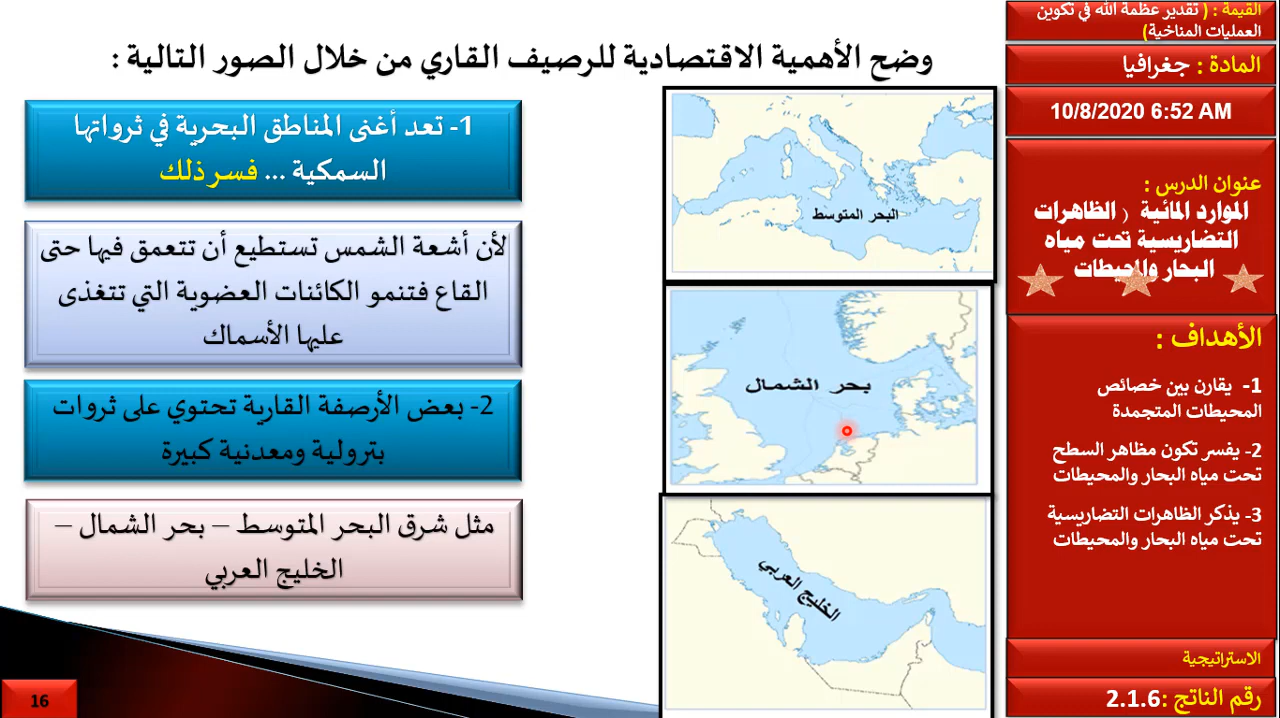 القيمة : ( تقدير عظمة الله في تكوين
العمليات المناخية)
المادة : جغرافيا
10/8/2020 6:52 AM
عنوان الدرس :
الموارد المائية ( الظاهرات
التضاريسية تحت مياه
البحار والمحيطات
الأهداف :
1- يقارن بين خصائص
المحيطات المتجمدة
2- يفسر تكون مظاهر السطح
تحت مياه البحار والمحيطات
3- يذكر الظاهرات التضاريسية
تحت مياه البحار والمحيطات
الاستراتيجية
رقم الناتج :2.1.6
وضح الأهمية الاقتصادية للرصيف القاري من خلال الصور التالية :
البحر المتوسط
بحر الشمال
الخليج العربي
1- تعد أغنى المناطق البحرية في ثرواتها
السمكية ... فسر ذلك
لأن أشعة الشمس تستطيع أن تتعمق فيها حتى
القاع فتنمو الكائنات العضوية التي تتغذى
عليها الأسماك
2- بعض الأرصفة القارية تحتوي على ثروات
بترولية ومعدنية كبيرة
مثل شرق البحر المتوسط – بحر الشمال –
الخليج العربي
16